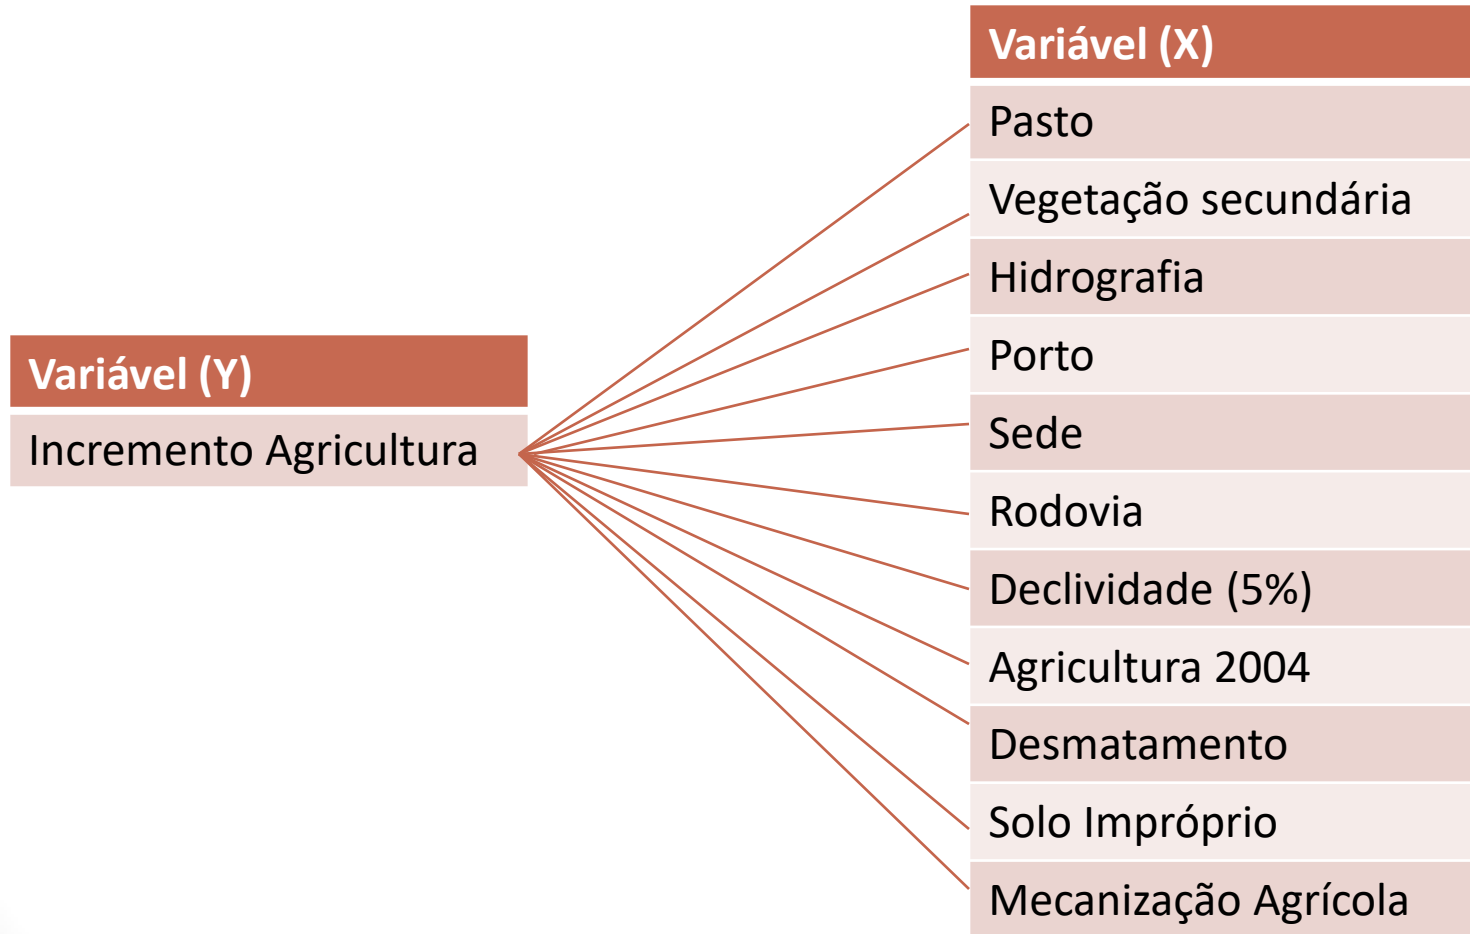 Variável (Y)
Incremento Agricultura
Variável (X)
Pasto
Vegetação secundária
Hidrografia
Porto
Sede
Rodovia
Declividade (5%)
Agricultura 2004
Desmatamento
Solo Impróprio
Mecanização Agrícola